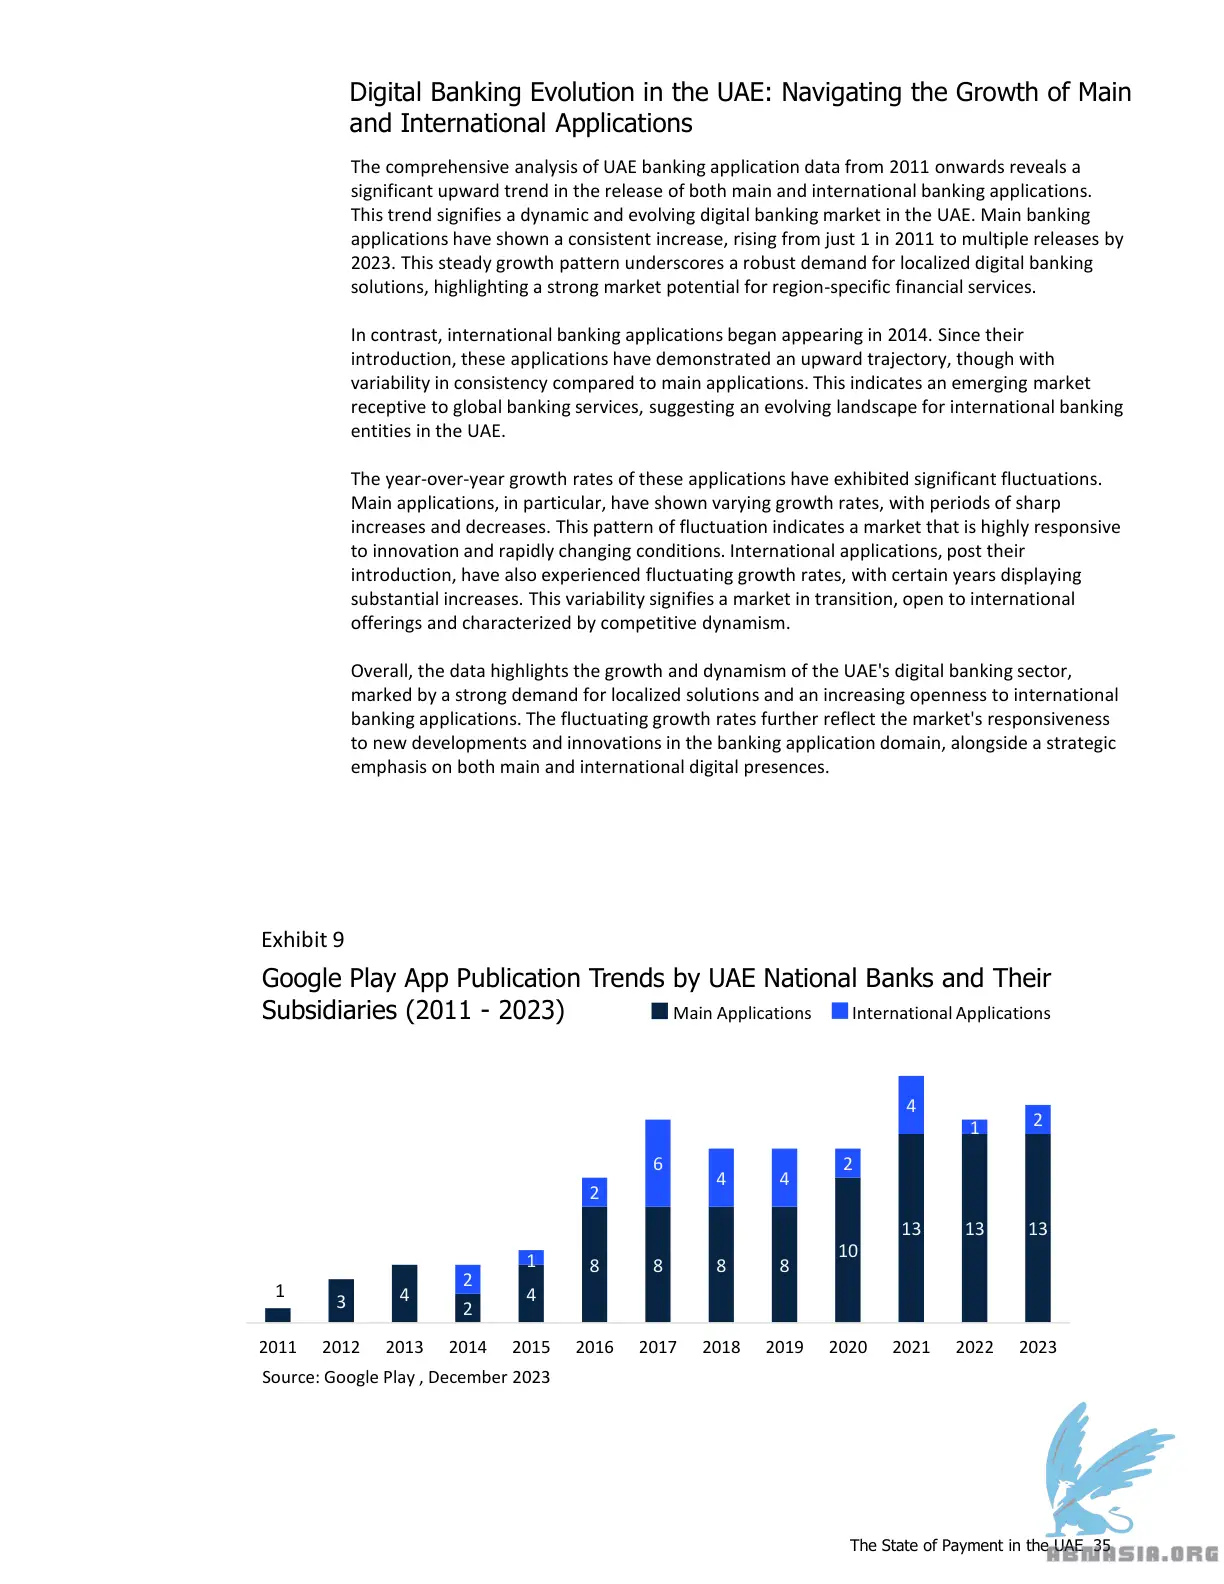 Digital Banking Evolution in the UAE: Navigating the Growth of Main
and International Applications
The comprehensive analysis of UAE banking application data from 2011 onwards reveals a
significant upward trend in the release of both main and international banking applications.
This trend signifies a dynamic and evolving digital banking market in the UAE. Main banking
applications have shown a consistent increase, rising from just 1 in 2011 to multiple releases by
2023. This steady growth pattern underscores a robust demand for localized digital banking
solutions, highlighting a strong market potential for region-specific financial services.
In contrast, international banking applications began appearing in 2014. Since their
introduction, these applications have demonstrated an upward trajectory, though with
variability in consistency compared to main applications. This indicates an emerging market
receptive to global banking services, suggesting an evolving landscape for international banking
entities in the UAE.
The year-over-year growth rates of these applications have exhibited significant fluctuations.
Main applications, in particular, have shown varying growth rates, with periods of sharp
increases and decreases. This pattern of fluctuation indicates a market that is highly responsive
to innovation and rapidly changing conditions. International applications, post their
introduction, have also experienced fluctuating growth rates, with certain years displaying
substantial increases. This variability signifies a market in transition, open to international
offerings and characterized by competitive dynamism.
Overall, the data highlights the growth and dynamism of the UAE's digital banking sector,
marked by a strong demand for localized solutions and an increasing openness to international
banking applications. The fluctuating growth rates further reflect the market's responsiveness
to new developments and innovations in the banking application domain, alongside a strategic
emphasis on both main and international digital presences.
Exhibit 9
Google Play App Publication Trends by UAE National Banks and Their
Subsidiaries (2011 - 2023)
Main Applications International Applications
4
1 2
6 4 4 2
2
13 13 13
10
8 8 8 8
1 2 1
3 4 2 4
2011 2012 2013 2014 2015 2016 2017 2018 2019 2020 2021 2022 2023
Source: Google Play , December 2023
The State of Payment in the UAE 35
ABMASIA.ORG